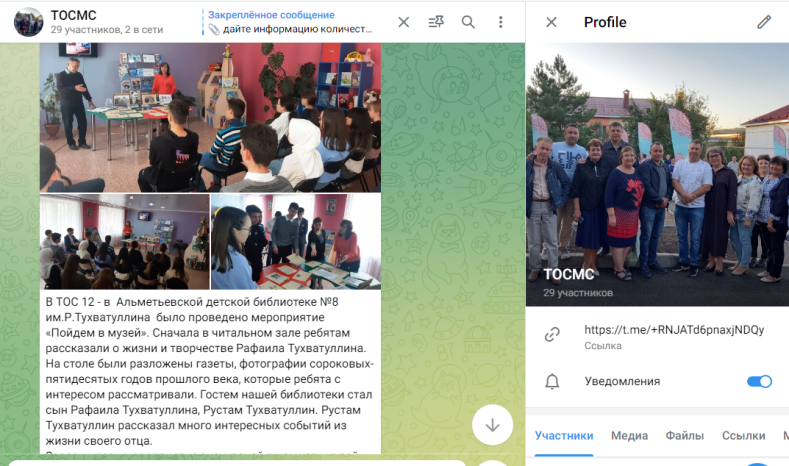 ТОСМС
29 участников, 2 в сети
Закреплённое сообщение
дайте информацию количест...
В ТОС 12 - в Альметьевской детской библиотеке №8
им.Р.Тухватуллина было проведено мероприятие
«Пойдем в музей». Сначала в читальном зале ребятам
рассказали о жизни и творчестве Рафаила Тухватуллина.
На столе были разложены газеты, фотографии сороковых-
пятидесятых годов прошлого века, которые ребята с
интересом рассматривали. Гостем нашей библиотеки стал
сын Рафаила Тухватуллина, Рустам Тухватуллин. Рустам
Тухватуллин рассказал много интересных событий из
жизни своего отца.
Profile
ТОСМС
29 участников
https://t.me/+RNJATd6pnaxjNDQy
Ссылка
Уведомления
Участники Медиа Файлы Ссылки